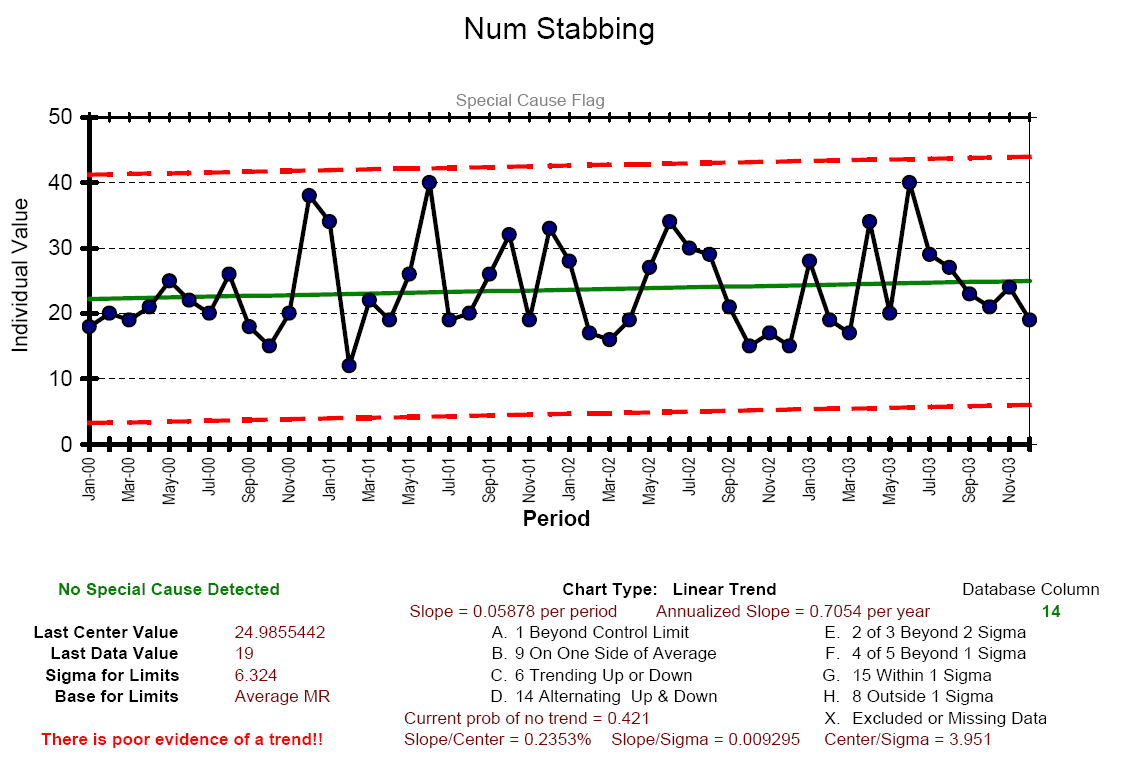 Num Stabbing
Special Cause Flag
50
40
30
20
10
0
Individual Value
Jan-00 Mar-00 May-00 Jul-00 Sep-00 Nov-00 Jan-01 Mar-01 May-01 Jul-01 Sep-01 Nov-01 Jan-02 Mar-02 May-02 Jul-02 Sep-02 Nov-02 Jan-03 Mar-03 May-03 Jul-03 Sep-03 Nov-03
Period
No Special Cause Detected Chart Type: Linear Trend Database Column
Slope = 0.05878 per period Annualized Slope = 0.7054 per year 14
Last Center Value 24.9855442 A. 1 Beyond Control Limit E. 2 of 3 Beyond 2 Sigma
Last Data Value 19 B. 9 On One Side of Average F. 4 of 5 Beyond 1 Sigma
Sigma for Limits 6.324 C. 6 Trending Up or Down G. 15 Within 1 Sigma
Base for Limits Average MR D. 14 Alternating Up & Down H. 8 Outside 1 Sigma
Current prob of no trend = 0.421 X. Excluded or Missing Data
There is poor evidence of a trend!! Slope/Center = 0.2353% Slope/Sigma = 0.009295 Center/Sigma = 3.951